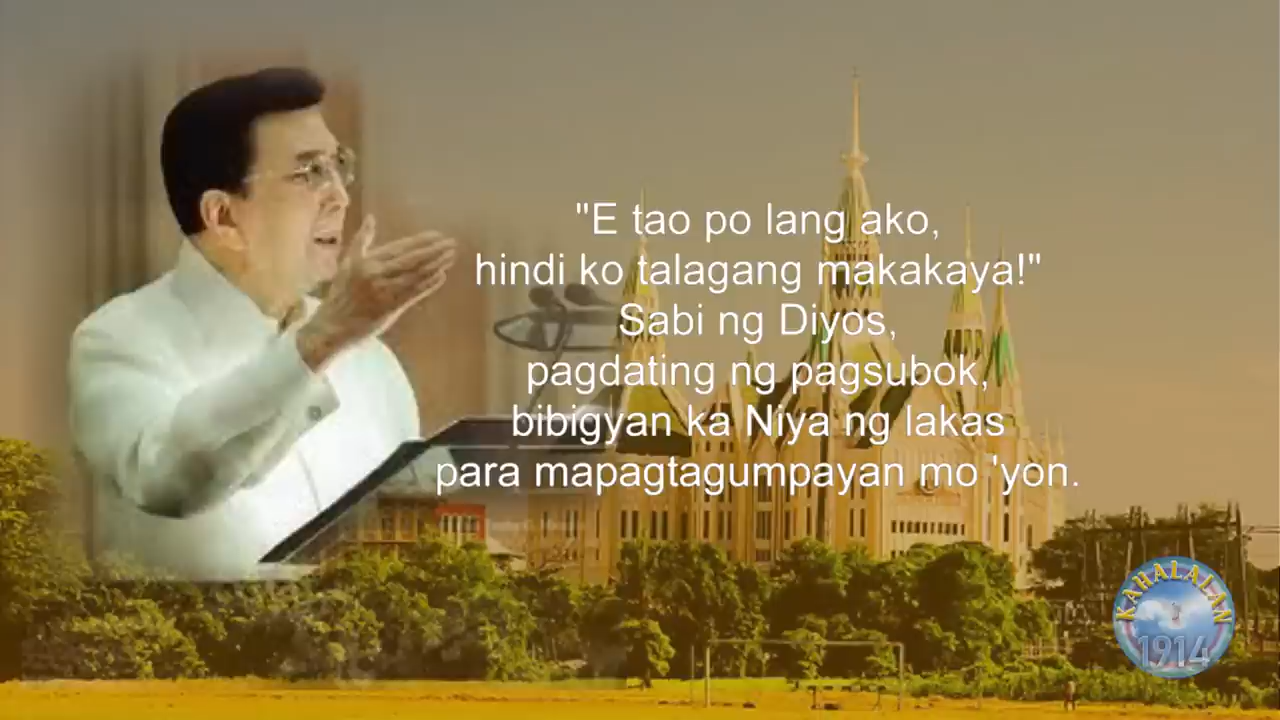 "E tao po lang ako,
hindi ko talagang makakaya!"
Sabi ng Diyos,
pagdating ng pagsubok,
bibigyan ka Niya ng lakas
para mapagtagumpayan mo 'yon.
KAHALALAN
1914